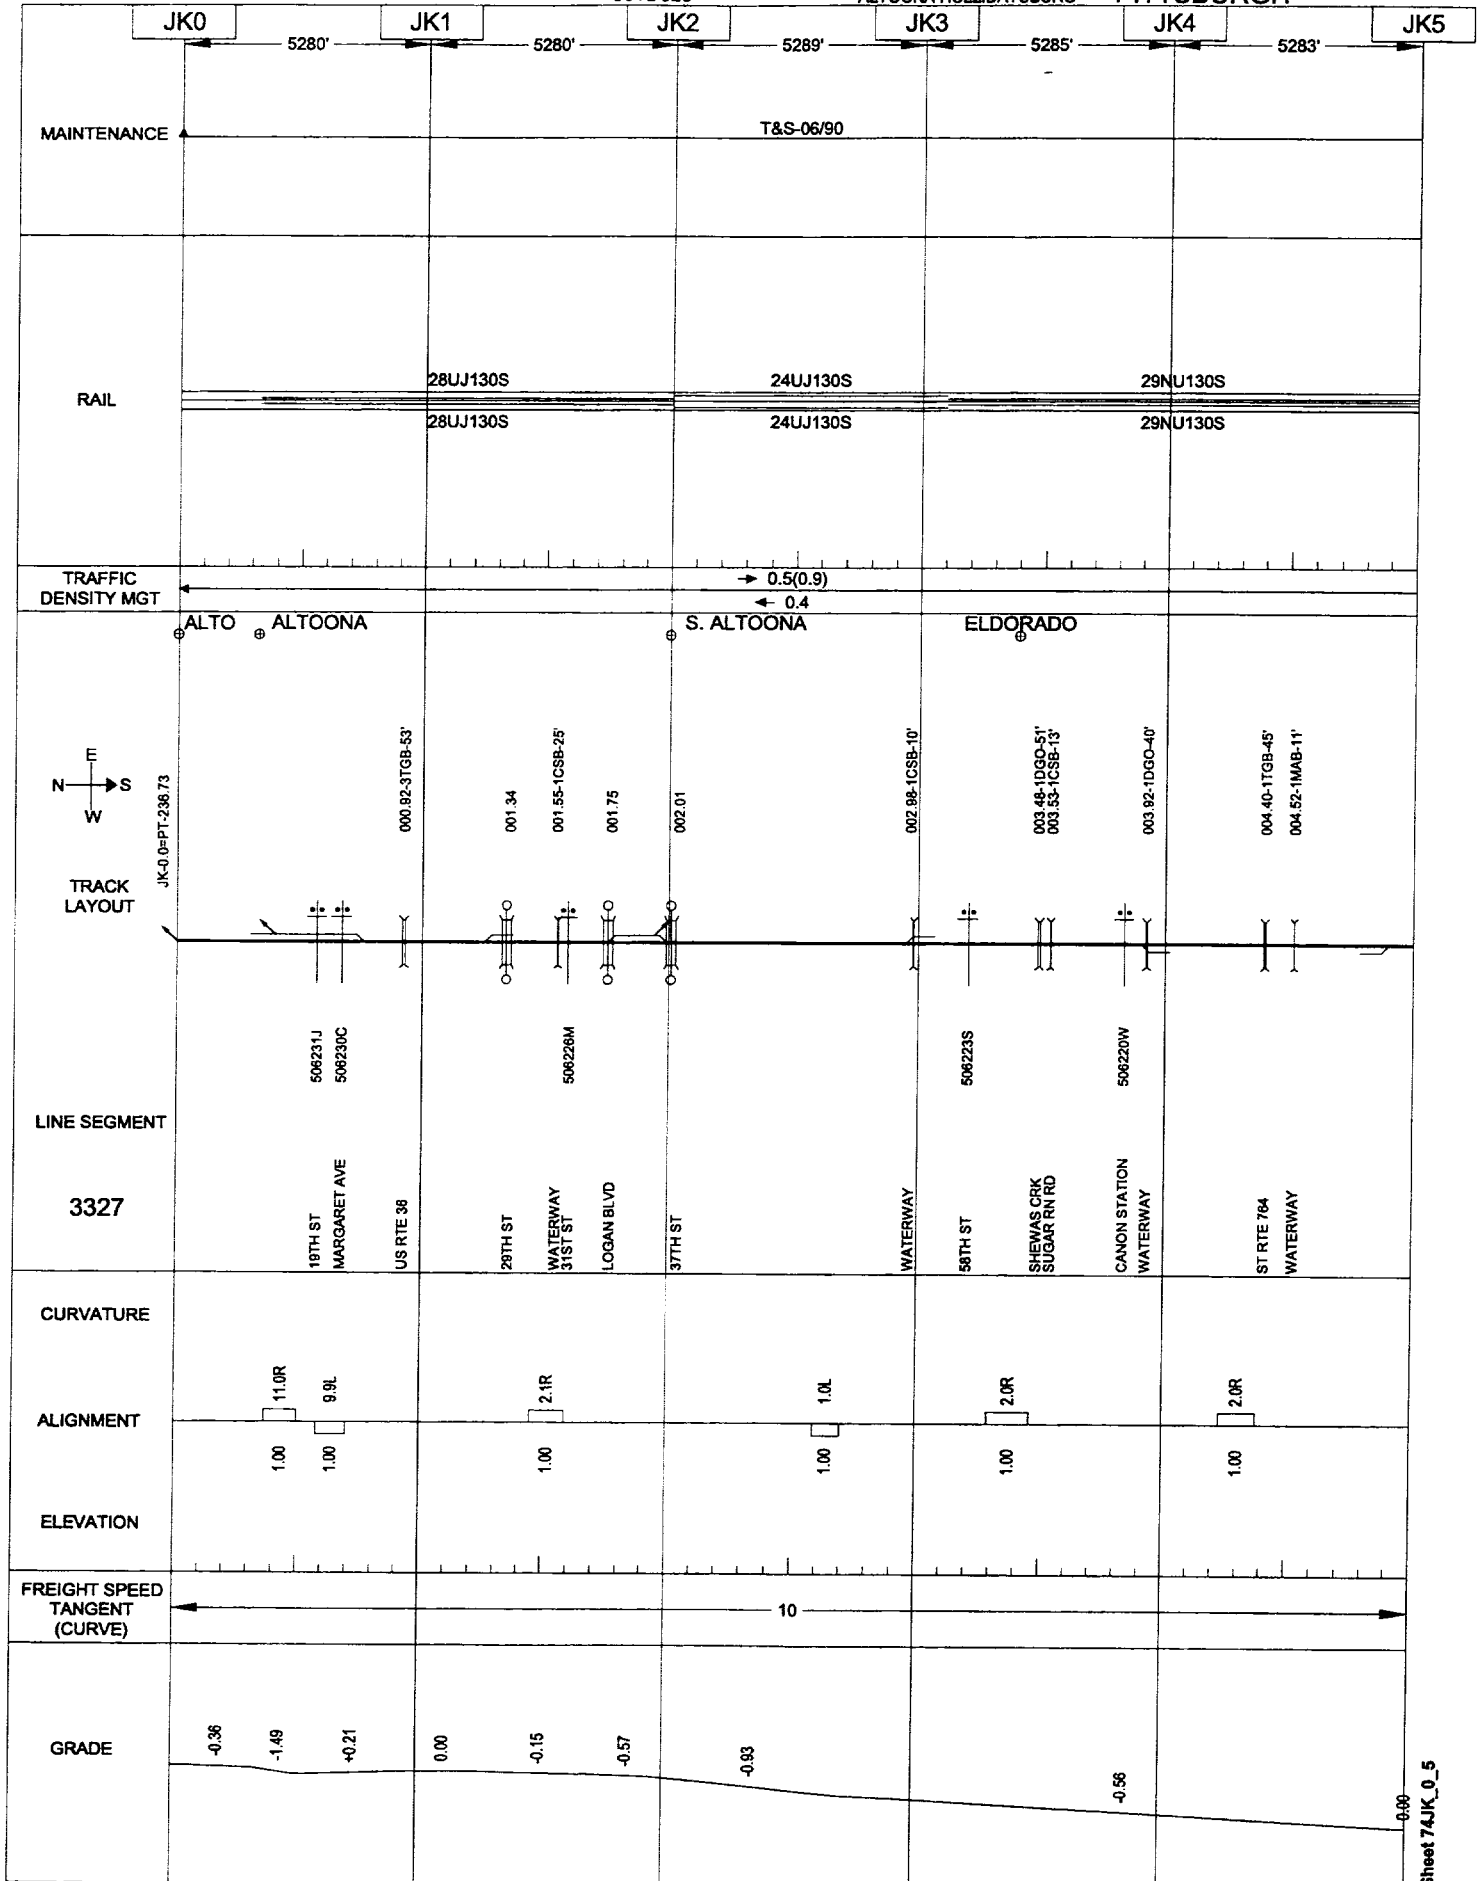 PITTSBURGH
JK0 JK1 JK2 JK3 JK4 JK5
5280' 5280' 5289' 5285' 5283'
MAINTENANCE
T&S-06/90
28UJ130S 24UJ130S 29NU130S
RAIL
28UJ130S 24UJ130S 29NU130S
TRAFFIC
DENSITY MGT
0.5(0.9)
0.4
ALTO ALTOONA S. ALTOONA ELDORADO
E
N S
W
JK-0.0=PT-236.73
000.92-3TGB-53'
001.34
001.55-1CSB-25'
001.75
002.01
002.98-1CSB-10'
003.48-1DGO-51'
003.53-1CSB-13'
003.92-1DGO-40'
004.40-1TGB-45'
004.52-1MAB-11'
TRACK
LAYOUT
506231J
506230C
506226M
506223S
506220W
LINE SEGMENT
3327
19TH ST
MARGARET AVE
US RTE 36
29TH ST
WATERWAY
31ST ST
LOGAN BLVD
37TH ST
WATERWAY
58TH ST
SHEWAS CRK
SUGAR RN RD
CANON STATION
WATERWAY
ST RTE 764
WATERWAY
CURVATURE
11.0R 9.9L 2.1R 1.0L 2.0R 2.0R
ALIGNMENT
1.00 1.00 1.00 1.00 1.00 1.00
ELEVATION
FREIGHT SPEED
TANGENT
(CURVE)
10
GRADE
-0.36 -1.49 +0.21 0.00 -0.15 -0.57 -0.93 -0.56 0.00
Sheet 74JK_0_5